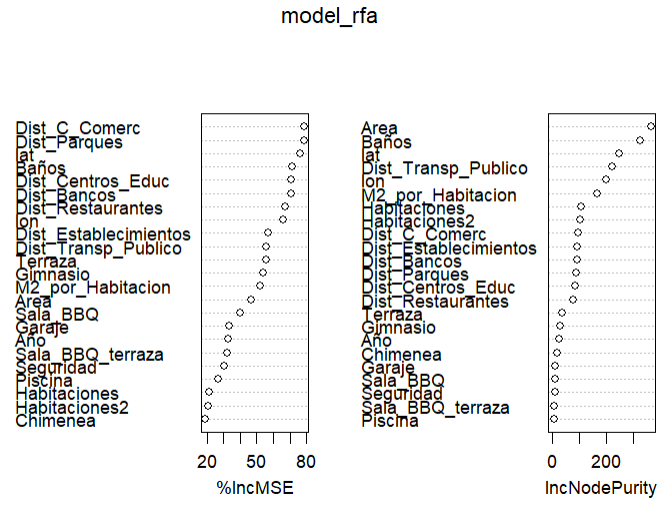 model_rfa
Dist_C_Comerc
Dist_Parques
lat
Baños
Dist_Centros_Educ
Dist_Bancos
Dist_Restaurantes
lon
Dist_Establecimientos
Dist_Transp_Publico
Terraza
Gimnasio
M2_por_Habitacion
Area
Sala_BBQ
Garaje
Año
Sala_BBQ_terraza
Seguridad
Piscina
Habitaciones
Habitaciones2
Chimenea
20 50 80
%IncMSE
Area
Baños
lat
Dist_Transp_Publico
lon
M2_por_Habitacion
Habitaciones
Habitaciones2
Dist_C_Comerc
Dist_Establecimientos
Dist_Bancos
Dist_Parques
Dist_Centros_Educ
Dist_Restaurantes
Terraza
Gimnasio
Año
Chimenea
Garaje
Sala_BBQ
Seguridad
Sala_BBQ_terraza
Piscina
0 200
IncNodePurity